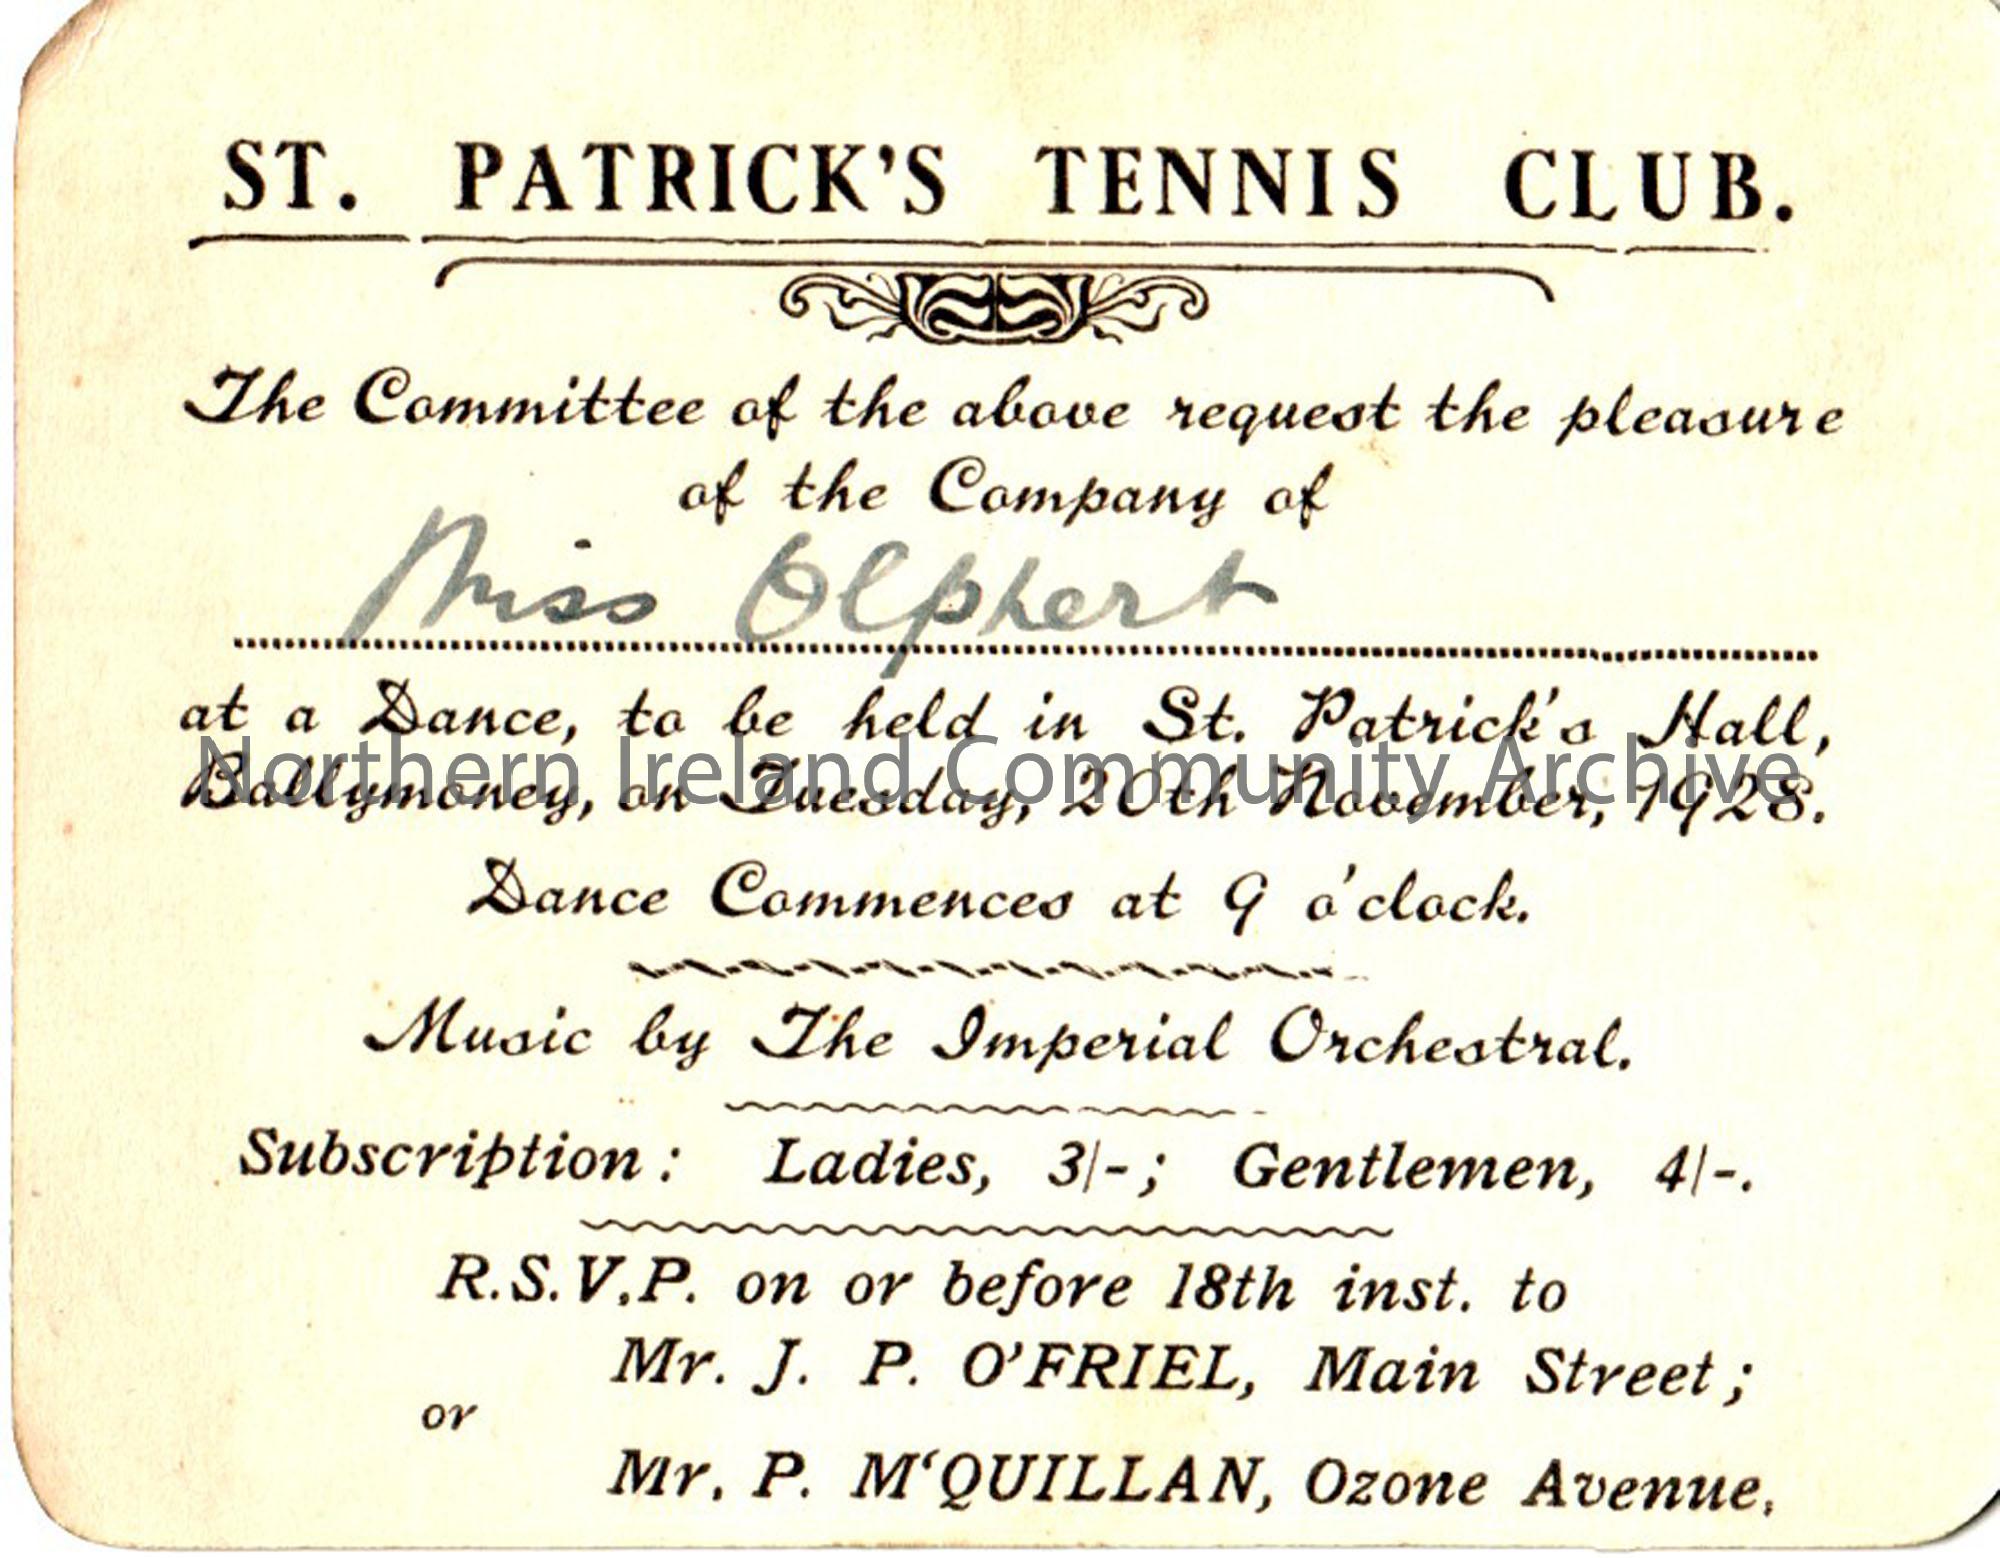 ST. PATRICK'S TENNIS CLUB.
The Committee of the above request the pleasure
of the Company of
Miss Olphert
at a Dance, to be held in St. Patrick's Hall,
Northern Ireland Community Archive
Ballymoney, on Tuesday, 20th November, 1928.
Dance Commences at 9 o'clock.
Music by The Imperial Orchestral.
Subscription: Ladies, 3/-; Gentlemen, 4/-.
R.S.V.P. on or before 18th inst. to
Mr. J. P. O'FRIEL, Main Street;
or
Mr. P. M‘QUILLAN, Ozone Avenue.